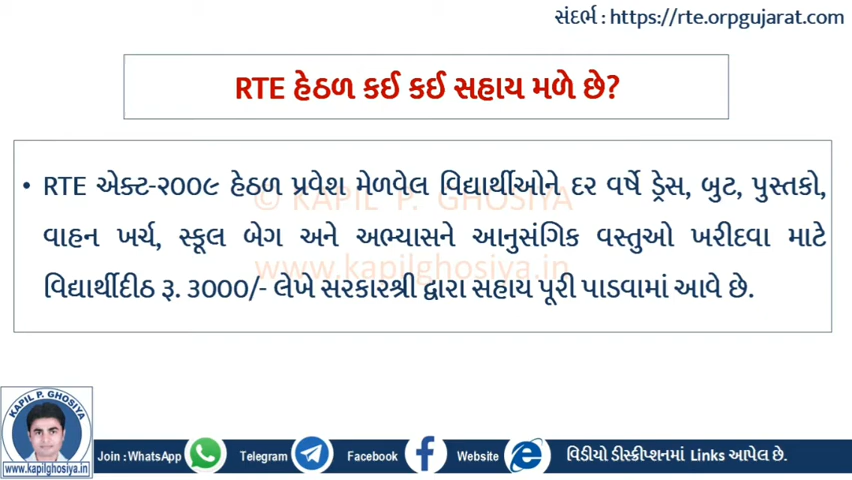 સંદર્ભ : https://rte.orpgujarat.com
RTE હેઠળ કઈ કઈ સહાય મળે છે?
• RTE એક્ટ-૨૦૦૯ હેઠળ પ્રવેશ મેળવેલ વિદ્યાર્થીઓને દર વર્ષે ડ્રેસ, બુટ, પુસ્તકો,
વાહન ખર્ચ, સ્કૂલ બેગ અને અભ્યાસને આનુસંગિક વસ્તુઓ ખરીદવા માટે
વિદ્યાર્થીદીઠ રૂ. 3000/- લેખે સરકારશ્રી દ્વારા સહાય પૂરી પાડવામાં આવે છે.
© KAPIL P. GHOSIYA
www.kapilghosiya.in
KAPIL P. GHOSIYA
www.kapilghosiya.in
Join : WhatsApp Telegram Facebook Website વિડીયો ડીસ્ક્રીપ્શનમાં Links આપેલ છે.